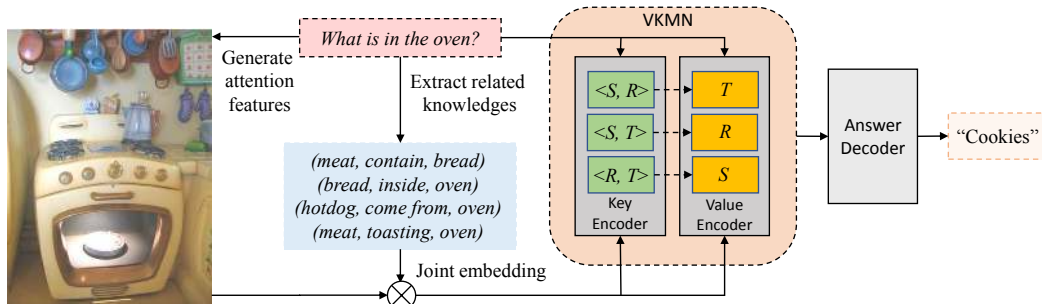 VKMN
What is in the oven?
Generate
attention
features
Extract related
knowledges
<S, R>
T
<S, T>
R
<R, T>
S
Key
Encoder
Value
Encoder
Answer
Decoder
“Cookies”
(meat, contain, bread)
(bread, inside, oven)
(hotdog, come from, oven)
(meat, toasting, oven)
Joint embedding